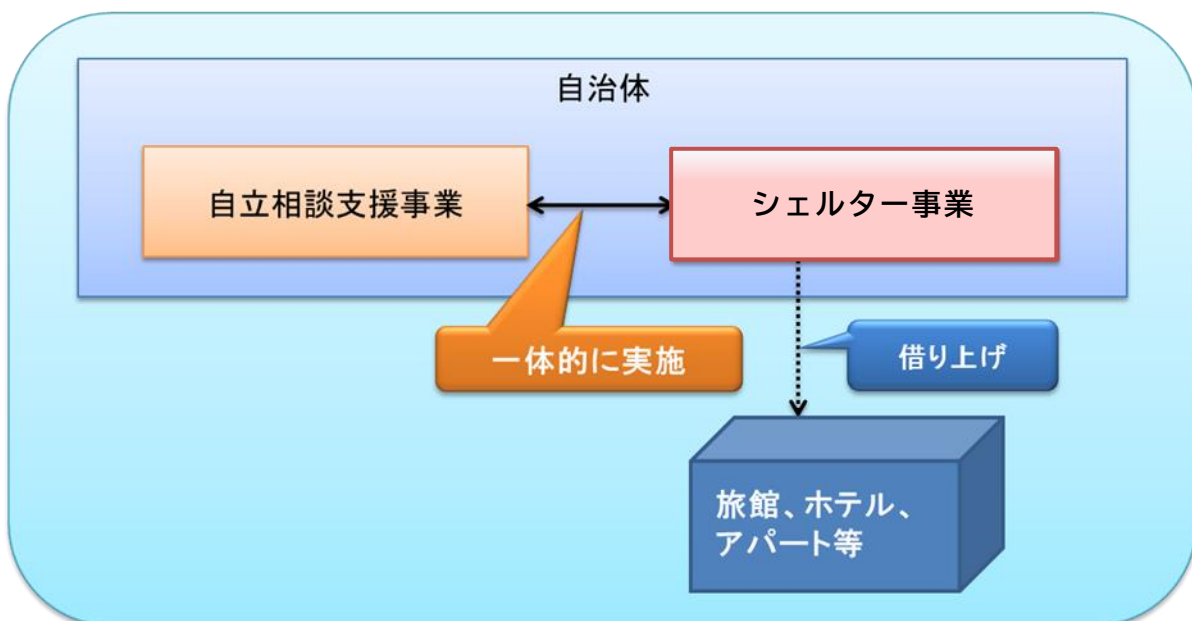 自治体
自立相談支援事業
シェルター事業
一体的に実施
借り上げ
旅館、ホテル、
アパート等